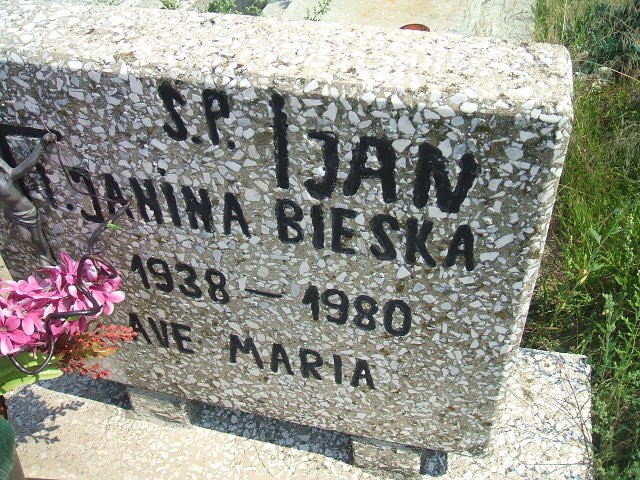 Ś.P. JAN
JANINA BIESKA
1938 – 1980
AVE MARIA